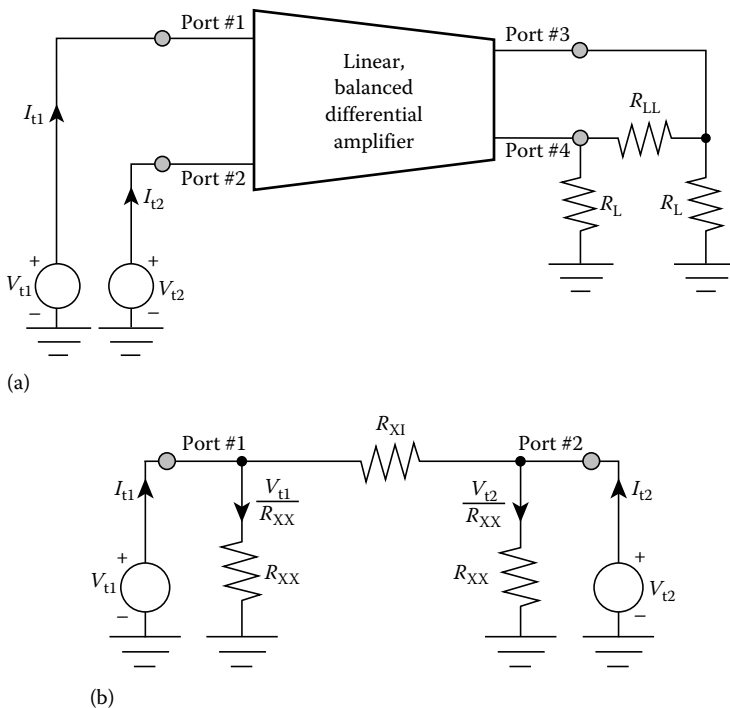 Port #1
Port #3
Linear,
balanced
differential
amplifier
I_t1
R_LL
Port #4
Port #2
I_t2
R_L
R_L
+
V_t1
−
+
V_t2
−
(a)
R_XI
Port #1
Port #2
I_t1
V_t1
R_XX
V_t2
R_XX
I_t2
+
V_t1
−
R_XX
R_XX
+
V_t2
−
(b)